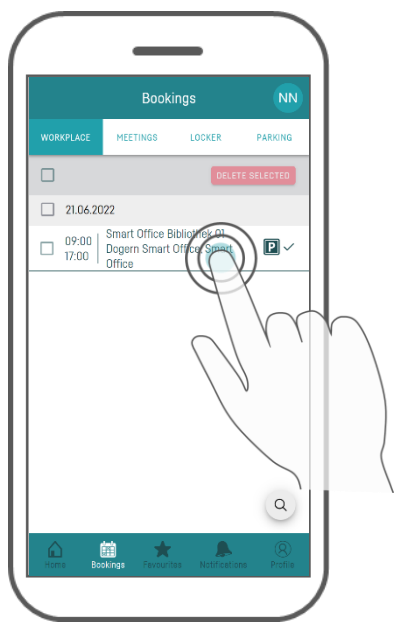 Bookings
NN
WORKPLACE
MEETINGS
LOCKER
PARKING
DELETE SELECTED
21.06.2022
09:00
17:00
Smart Office Bibliothek 01
Dogern Smart Office: Smart
Office
P
Home
Bookings
Favourites
Notifications
Profile